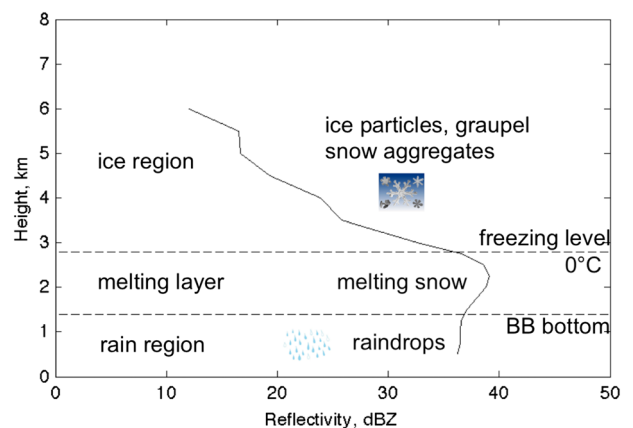 8
7
6
5
4
3
2
1
0
Height, km
ice region
ice particles, graupel
snow aggregates
freezing level
0°C
melting layer
melting snow
BB bottom
rain region
raindrops
0 10 20 30 40 50
Reflectivity, dBZ